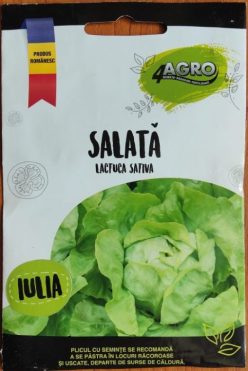 PRODUS
ROMÂNESC
4AGRO
SALATĂ
LACTUCA SATIVA
IULIA
PLICUL CU SEMINȚE SE RECOMANDĂ
A SE PĂSTRA ÎN LOCURI RĂCOROASE
ȘI USCATE, DEPARTE DE SURSE DE CĂLDURĂ.